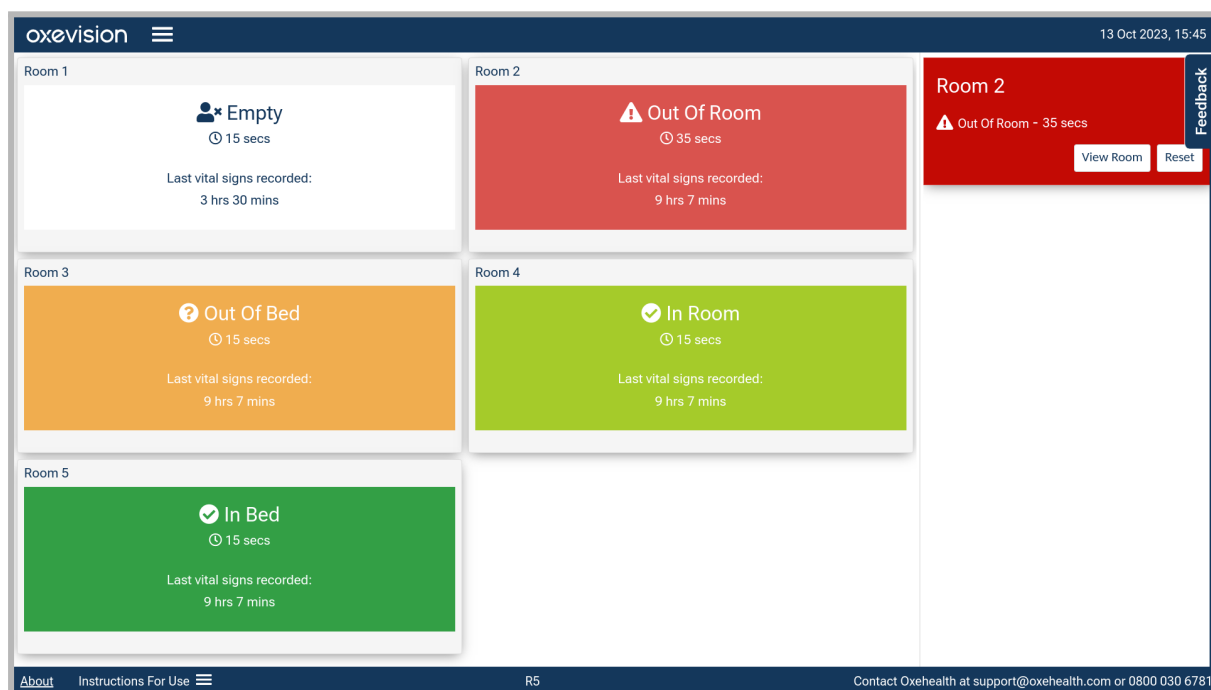 oxevision
13 Oct 2023, 15:45
Room 1
Empty
15 secs
Last vital signs recorded:
3 hrs 30 mins
Room 2
Out Of Room
35 secs
Last vital signs recorded:
9 hrs 7 mins
Room 3
Out Of Bed
15 secs
Last vital signs recorded:
9 hrs 7 mins
Room 4
In Room
15 secs
Last vital signs recorded:
9 hrs 7 mins
Room 5
In Bed
15 secs
Last vital signs recorded:
9 hrs 7 mins
Room 2
Out Of Room - 35 secs
View Room
Reset
Feedback
About
Instructions For Use
R5
Contact Oxehealth at support@oxehealth.com or 0800 030 6781